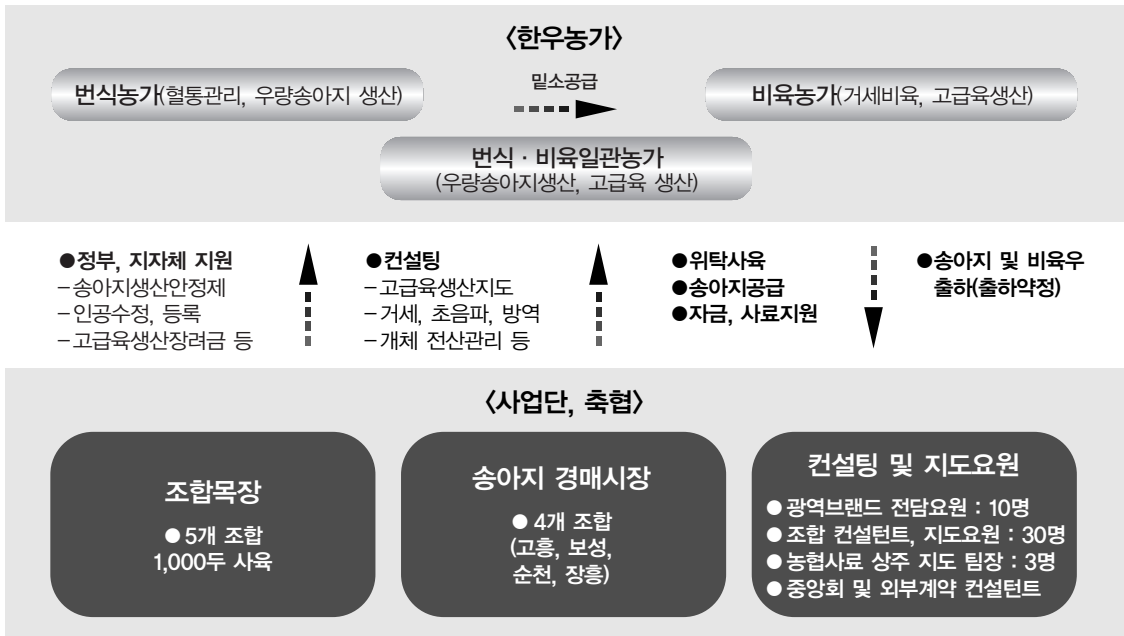 〈한우농가〉
번식농가(혈통관리, 우량송아지 생산)
밑소공급
비육농가(거세비육, 고급육생산)
번식 · 비육일관농가
(우량송아지생산, 고급육 생산)
●정부, 지자체 지원
–송아지생산안정제
–인공수정, 등록
–고급육생산장려금 등
●컨설팅
–고급육생산지도
–거세, 초음파, 방역
–개체 전산관리 등
●위탁사육
●송아지공급
●자금, 사료지원
●송아지 및 비육우
출하(출하약정)
〈사업단, 축협〉
조합목장
● 5개 조합
1,000두 사육
송아지 경매시장
● 4개 조합
(고흥, 보성,
순천, 장흥)
컨설팅 및 지도요원
● 광역브랜드 전담요원 : 10명
● 조합 컨설턴트, 지도요원 : 30명
● 농협사료 상주 지도 팀장 : 3명
● 중앙회 및 외부계약 컨설턴트